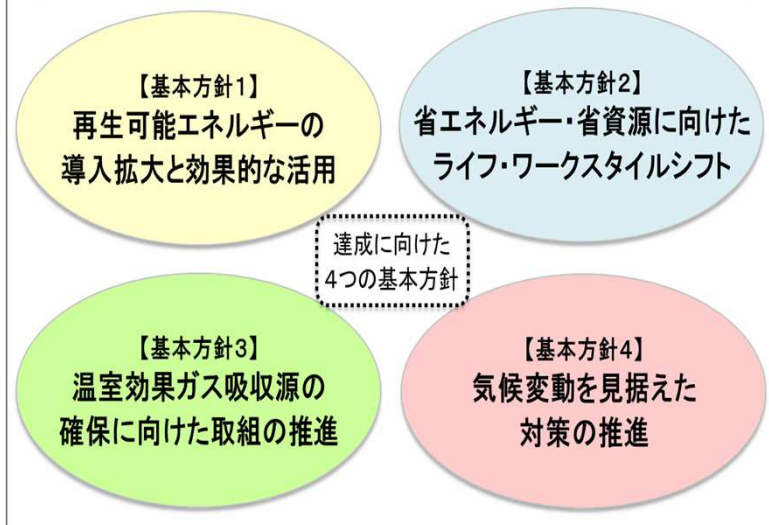 【基本方針1】
再生可能エネルギーの
導入拡大と効果的な活用
【基本方針2】
省エネルギー・省資源に向けた
ライフ・ワークスタイルシフト
達成に向けた
4つの基本方針
【基本方針3】
温室効果ガス吸収源の
確保に向けた取組の推進
【基本方針4】
気候変動を見据えた
対策の推進